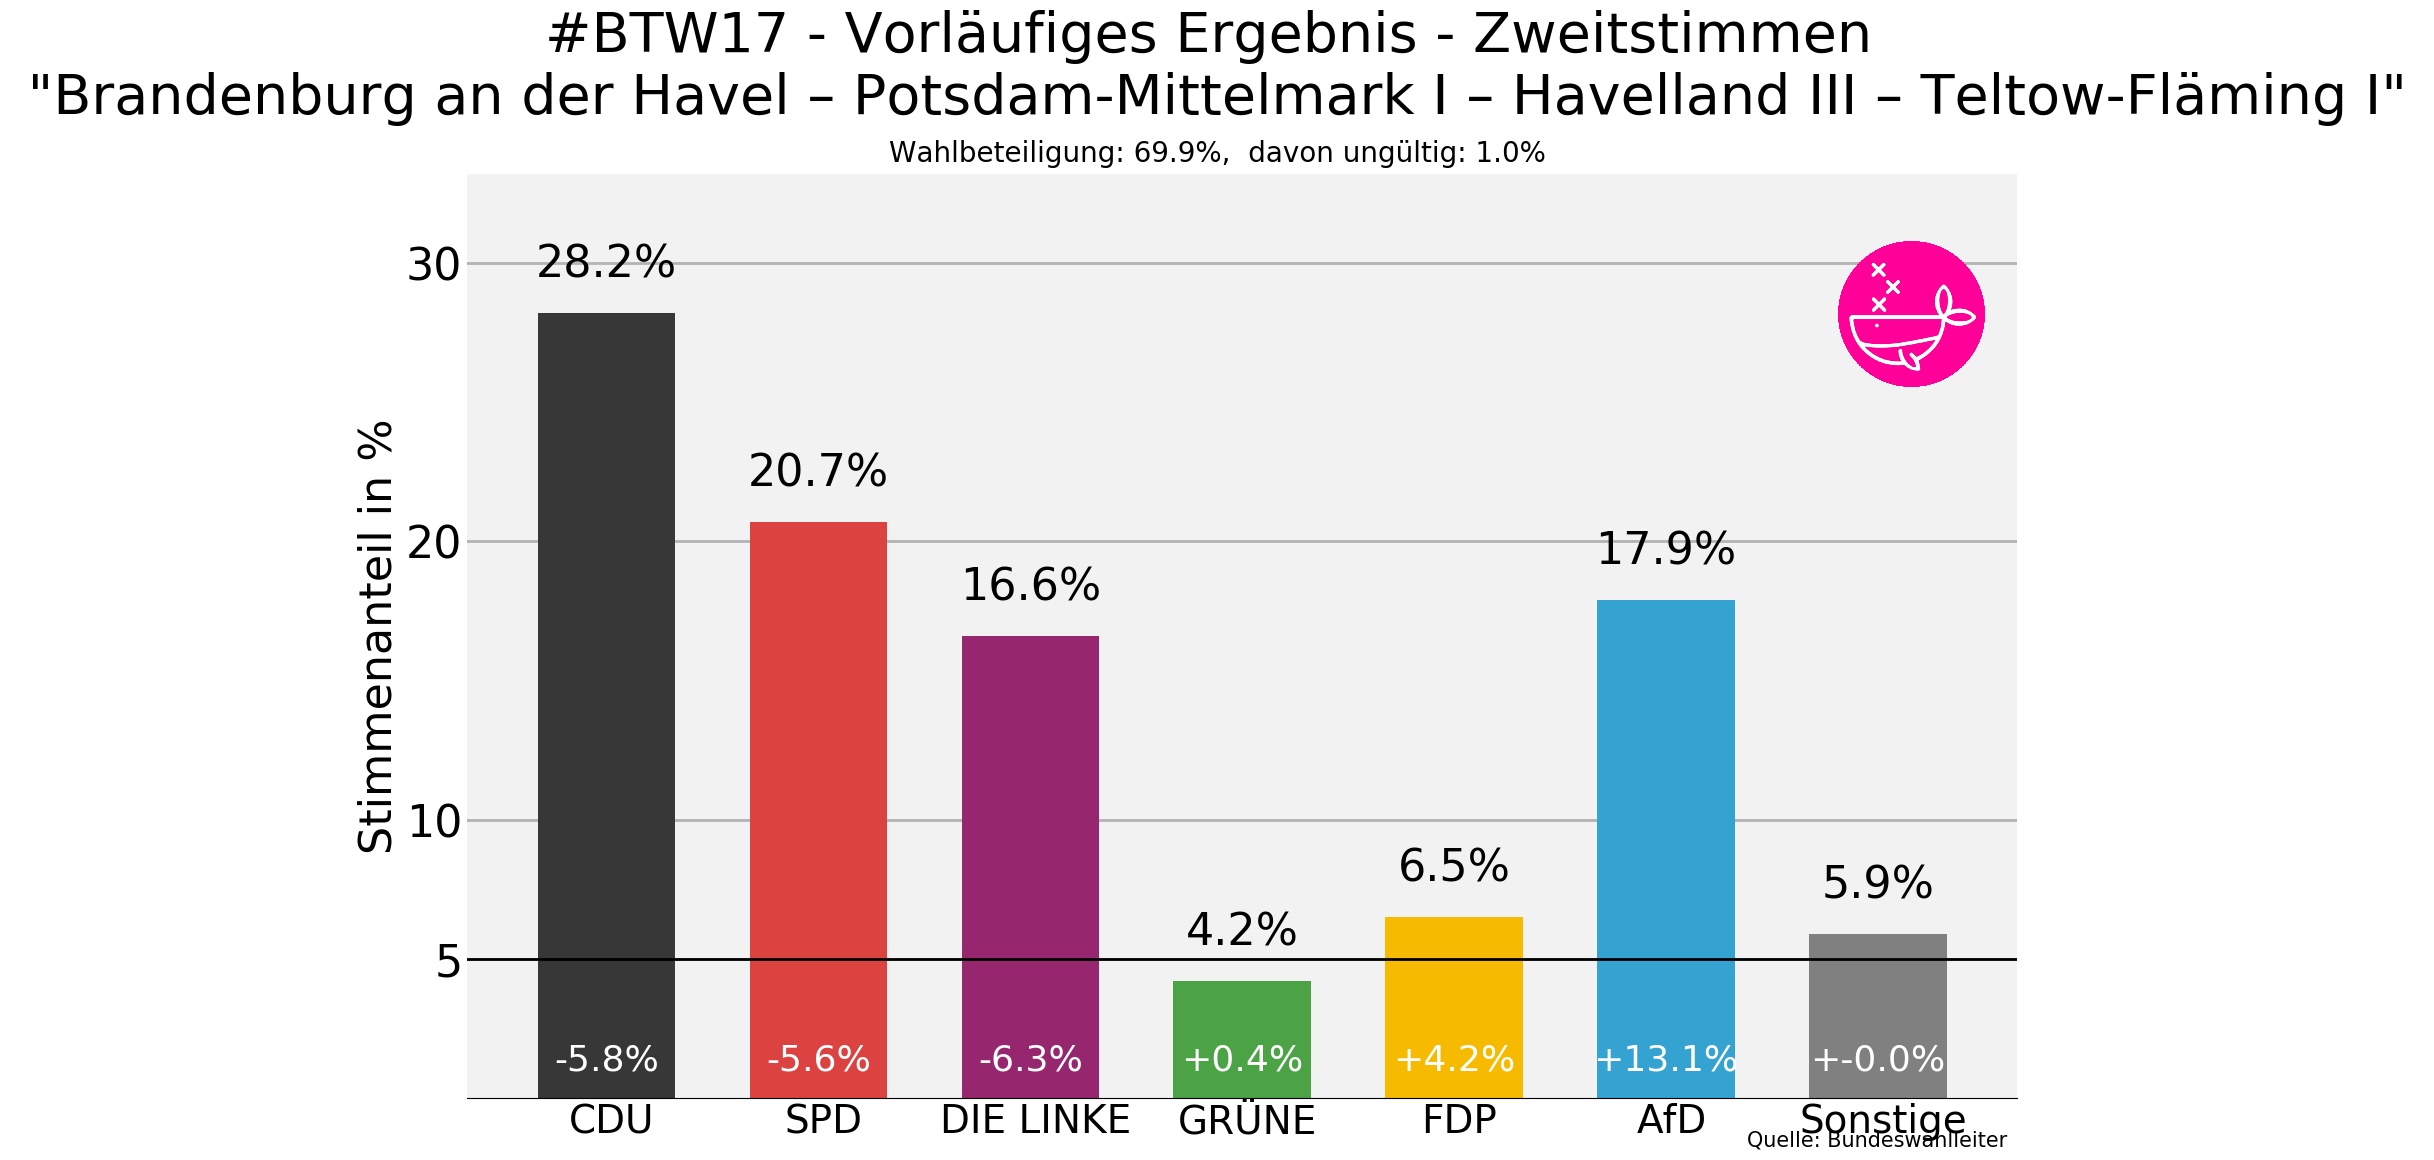 #BTW17 - Vorläufiges Ergebnis - Zweitstimmen
"Brandenburg an der Havel – Potsdam-Mittelmark I – Havelland III – Teltow-Fläming I"
Wahlbeteiligung: 69.9%,  davon ungültig: 1.0%
Stimmenanteil in %
30
20
10
5
28.2%
20.7%
16.6%
4.2%
6.5%
17.9%
5.9%
-5.8%
-5.6%
-6.3%
+0.4%
+4.2%
+13.1%
+-0.0%
CDU
SPD
DIE LINKE
GRÜNE
FDP
AfD
Sonstige
Quelle: Bundeswahlleiter